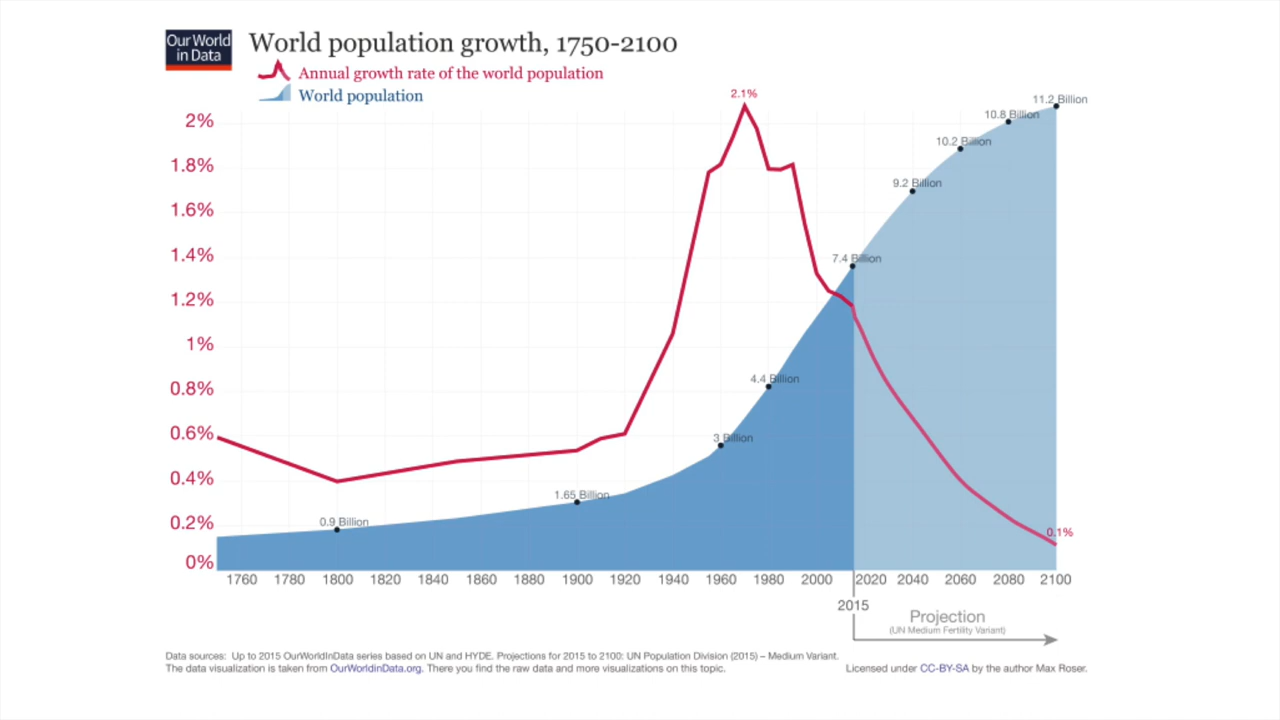 Our World
in Data
World population growth, 1750-2100
Annual growth rate of the world population
World population
2.1%
11.2 Billion
10.8 Billion
10.2 Billion
9.2 Billion
7.4 Billion
4.4 Billion
3 Billion
1.65 Billion
0.9 Billion
0.1%
2%
1.8%
1.6%
1.4%
1.2%
1%
0.8%
0.6%
0.4%
0.2%
0%
1760 1780 1800 1820 1840 1860 1880 1900 1920 1940 1960 1980 2000 2020 2040 2060 2080 2100
2015
Projection
(UN Medium Fertility Variant)
Data sources: Up to 2015 OurWorldInData series based on UN and HYDE. Projections for 2015 to 2100: UN Population Division (2015) – Medium Variant.
The data visualization is taken from OurWorldinData.org. There you find the raw data and more visualizations on this topic.
Licensed under CC-BY-SA by the author Max Roser.